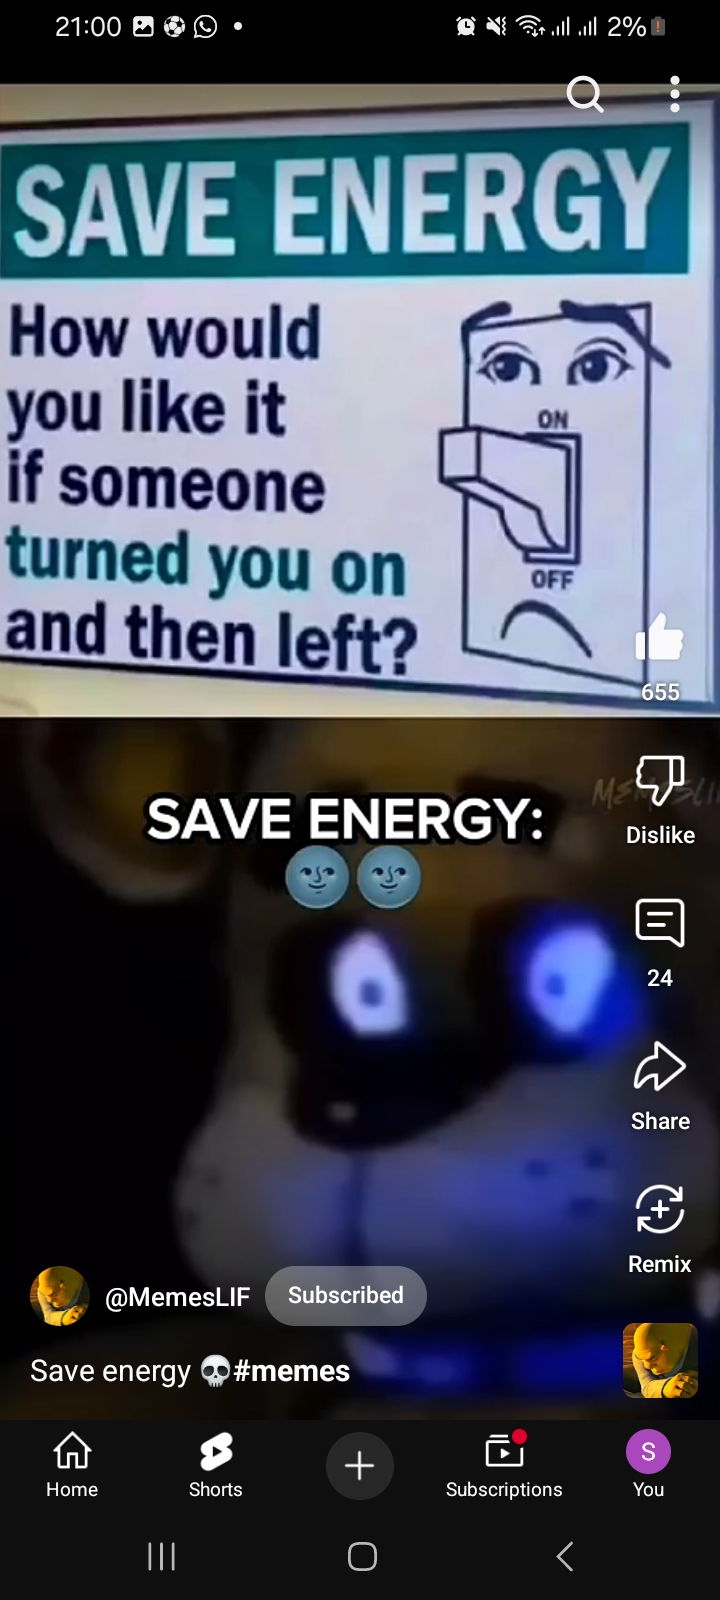 21:00
2%
SAVE ENERGY
How would
you like it
if someone
turned you on
and then left?
ON
OFF
655
SAVE ENERGY:
🌚🌚
Dislike
24
Share
Remix
@MemesLIF
Subscribed
Save energy 💀#memes
Home
Shorts
Subscriptions
S
You